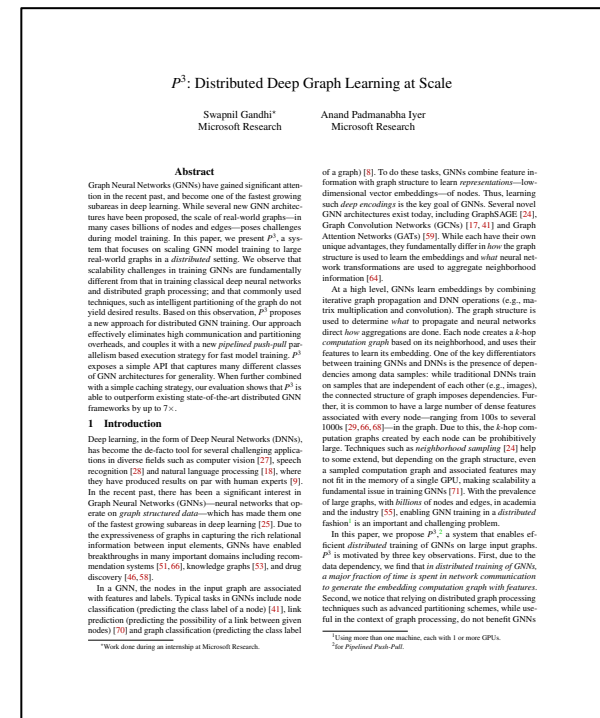 P³: Distributed Deep Graph Learning at Scale
Swapnil Gandhi*
Microsoft Research
Anand Padmanabha Iyer
Microsoft Research
Abstract
Graph Neural Networks (GNNs) have gained significant atten-
tion in the recent past, and become one of the fastest growing
subareas in deep learning. While several new GNN architec-
tures have been proposed, the scale of real-world graphs—in
many cases billions of nodes and edges—poses challenges
during model training. In this paper, we present P³, a sys-
tem that focuses on scaling GNN model training to large
real-world graphs in a distributed setting. We observe that
scalability challenges in training GNNs are fundamentally
different from that in training classical deep neural networks
and distributed graph processing; and that commonly used
techniques, such as intelligent partitioning of the graph do not
yield desired results. Based on this observation, P³ proposes
a new approach for distributed GNN training. Our approach
effectively eliminates high communication and partitioning
overheads, and couples it with a new pipelined push-pull par-
allelism based execution strategy for fast model training. P³
exposes a simple API that captures many different classes
of GNN architectures for generality. When further combined
with a simple caching strategy, our evaluation shows that P³ is
able to outperform existing state-of-the-art distributed GNN
frameworks by up to 7×.
1 Introduction
Deep learning, in the form of Deep Neural Networks (DNNs),
has become the de-facto tool for several challenging applica-
tions in diverse fields such as computer vision [27], speech
recognition [28] and natural language processing [18], where
they have produced results on par with human experts [9].
In the recent past, there has been a significant interest in
Graph Neural Networks (GNNs)—neural networks that op-
erate on graph structured data—which has made them one
of the fastest growing subareas in deep learning [25]. Due to
the expressiveness of graphs in capturing the rich relational
information between input elements, GNNs have enabled
breakthroughs in many important domains including recom-
mendation systems [51,66], knowledge graphs [53], and drug
discovery [46,58].
In a GNN, the nodes in the input graph are associated
with features and labels. Typical tasks in GNNs include node
classification (predicting the class label of a node) [41], link
prediction (predicting the possibility of a link between given
nodes) [70] and graph classification (predicting the class label
*Work done during an internship at Microsoft Research.
of a graph) [8]. To do these tasks, GNNs combine feature in-
formation with graph structure to learn representations—low-
dimensional vector embeddings—of nodes. Thus, learning
such deep encodings is the key goal of GNNs. Several novel
GNN architectures exist today, including GraphSAGE [24],
Graph Convolution Networks (GCNs) [17, 41] and Graph
Attention Networks (GATs) [59]. While each have their own
unique advantages, they fundamentally differ in how the graph
structure is used to learn the embeddings and what neural net-
work transformations are used to aggregate neighborhood
information [64].
At a high level, GNNs learn embeddings by combining
iterative graph propagation and DNN operations (e.g., ma-
trix multiplication and convolution). The graph structure is
used to determine what to propagate and neural networks
direct how aggregations are done. Each node creates a k-hop
computation graph based on its neighborhood, and uses their
features to learn its embedding. One of the key differentiators
between training GNNs and DNNs is the presence of depen-
dencies among data samples: while traditional DNNs train
on samples that are independent of each other (e.g., images),
the connected structure of graph imposes dependencies. Fur-
ther, it is common to have a large number of dense features
associated with every node—ranging from 100s to several
1000s [29,66,68]—in the graph. Due to this, the k-hop com-
putation graphs created by each node can be prohibitively
large. Techniques such as neighborhood sampling [24] help
to some extend, but depending on the graph structure, even
a sampled computation graph and associated features may
not fit in the memory of a single GPU, making scalability a
fundamental issue in training GNNs [71]. With the prevalence
of large graphs, with billions of nodes and edges, in academia
and the industry [55], enabling GNN training in a distributed
fashion¹ is an important and challenging problem.
In this paper, we propose P³,² a system that enables ef-
ficient distributed training of GNNs on large input graphs.
P³ is motivated by three key observations. First, due to the
data dependency, we find that in distributed training of GNNs,
a major fraction of time is spent in network communication
to generate the embedding computation graph with features.
Second, we notice that relying on distributed graph processing
techniques such as advanced partitioning schemes, while use-
ful in the context of graph processing, do not benefit GNNs
¹Using more than one machine, each with 1 or more GPUs.
²for Pipelined Push-Pull.